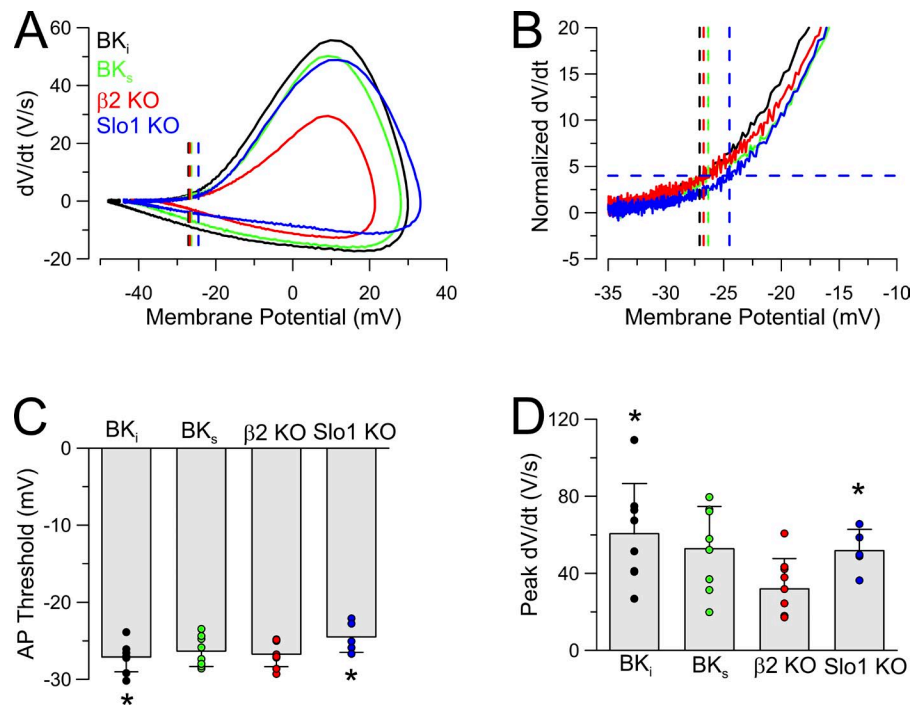 A
BKi
BKs
β2 KO
Slo1 KO
dV/dt (V/s)
60
40
20
0
-20
-40
-20
0
20
40
Membrane Potential (mV)
B
Normalized dV/dt
20
15
10
5
0
-5
-35
-30
-25
-20
-15
-10
Membrane Potential (mV)
C
BKi
BKs
β2 KO
Slo1 KO
AP Threshold (mV)
0
-10
-20
-30
*
*
D
Peak dV/dt (V/s)
120
80
40
0
*
*
BKi
BKs
β2 KO
Slo1 KO